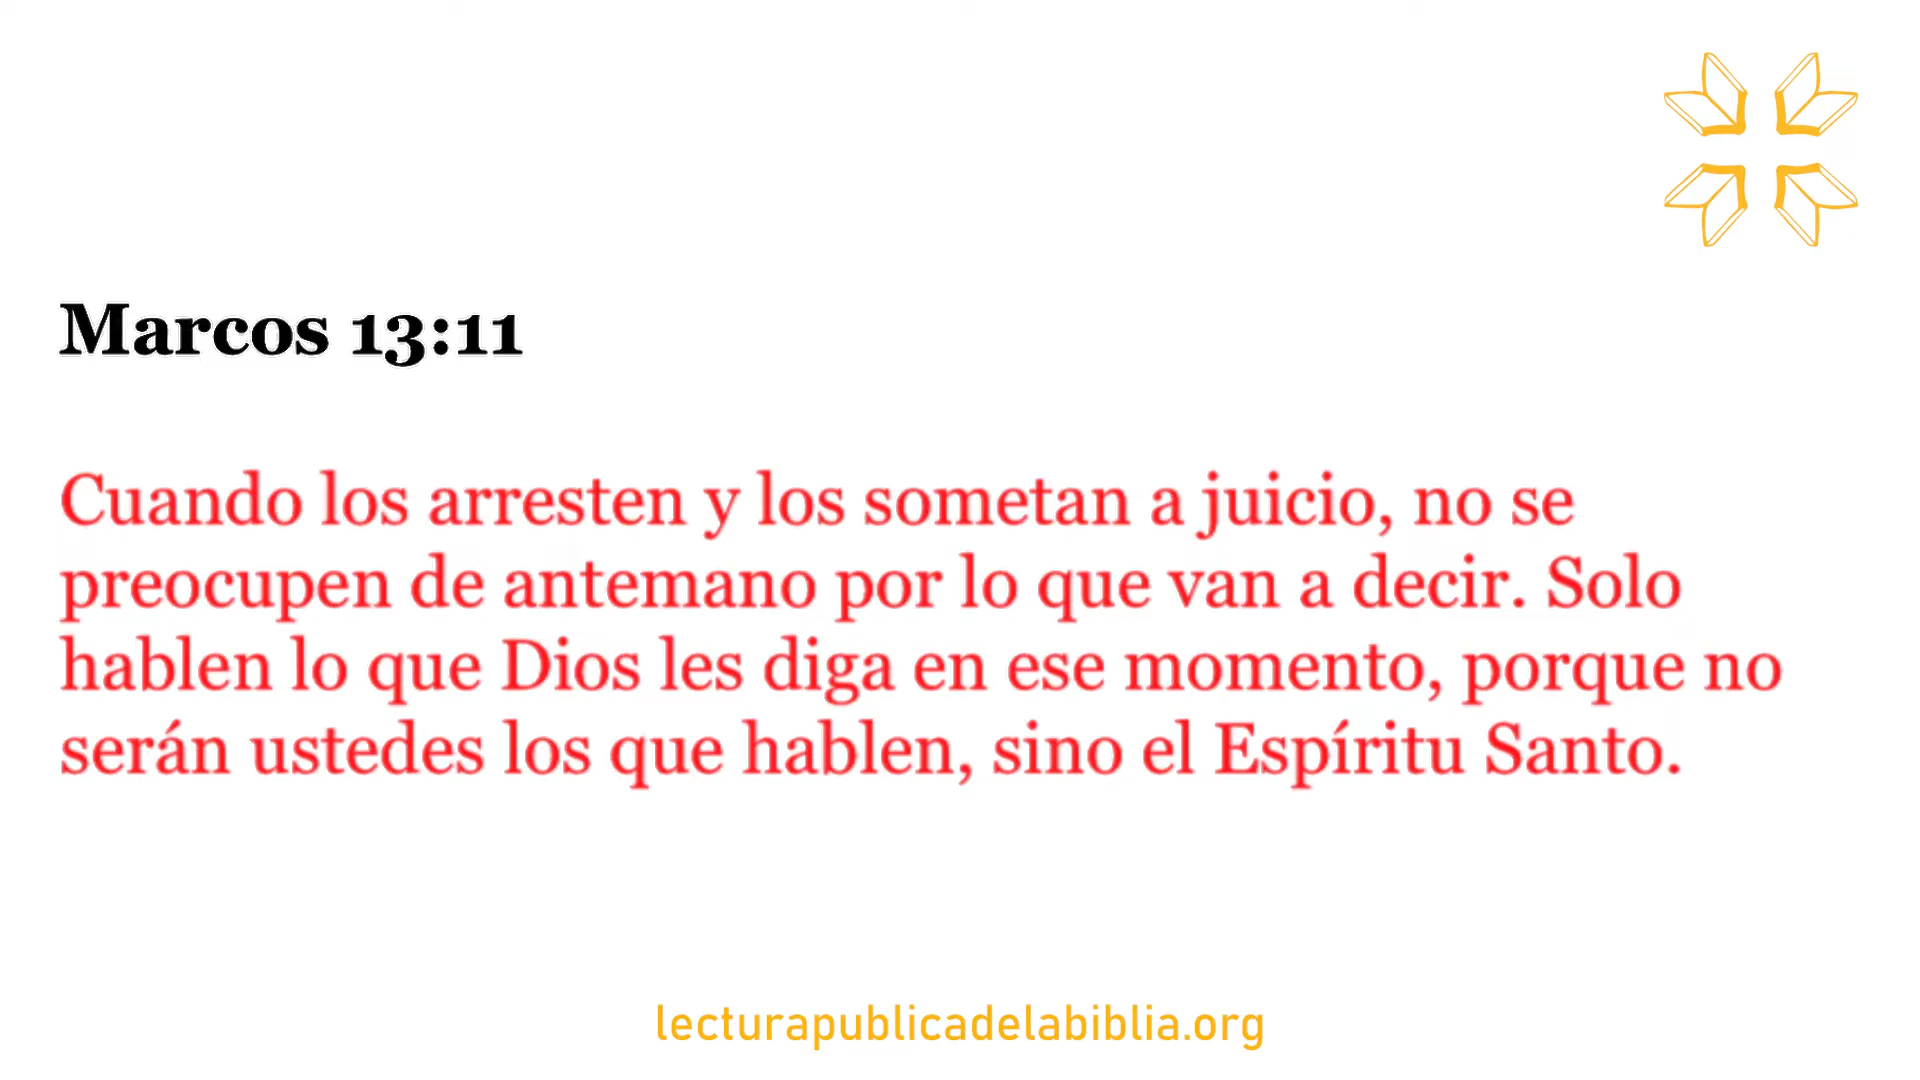 Marcos 13:11
Cuando los arresten y los sometan a juicio, no se
preocupen de antemano por lo que van a decir. Solo
hablen lo que Dios les diga en ese momento, porque no
serán ustedes los que hablen, sino el Espíritu Santo.
lecturapublicadelabiblia.org